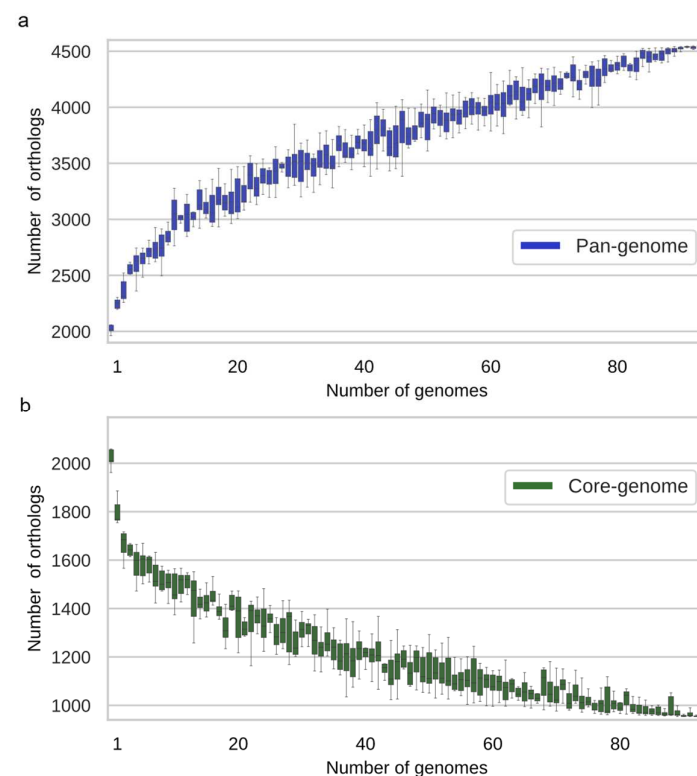 a
4500
4000
3500
3000
2500
2000
Number of orthologs
Pan-genome
1 20 40 60 80
Number of genomes
b
2000
1800
1600
1400
1200
1000
Number of orthologs
Core-genome
1 20 40 60 80
Number of genomes